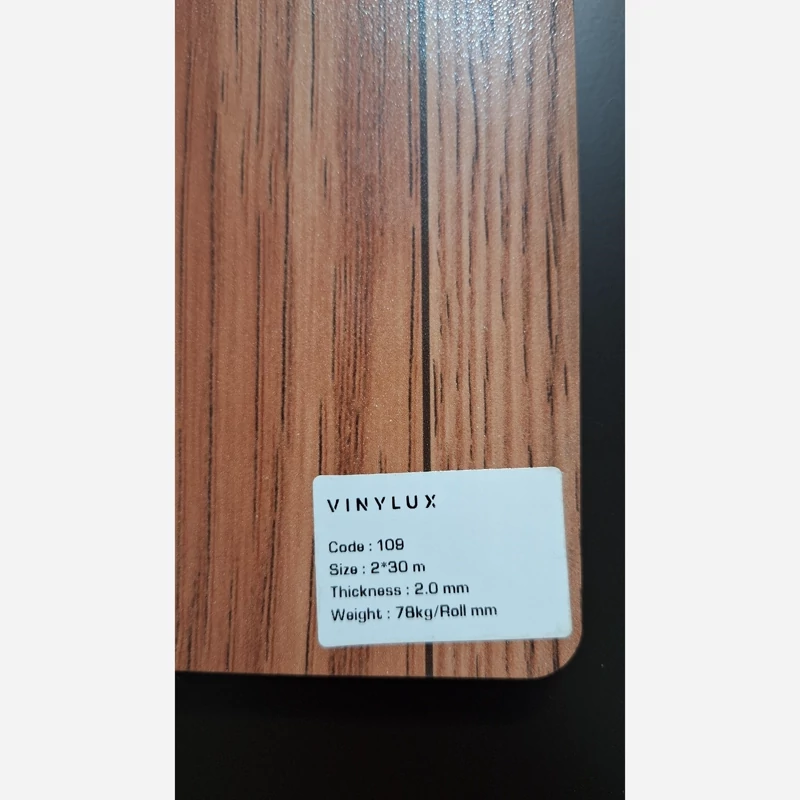 VINYLUX
Code : 109
Size : 2*30 m
Thickness : 2.0 mm
Weight : 78kg/Roll mm